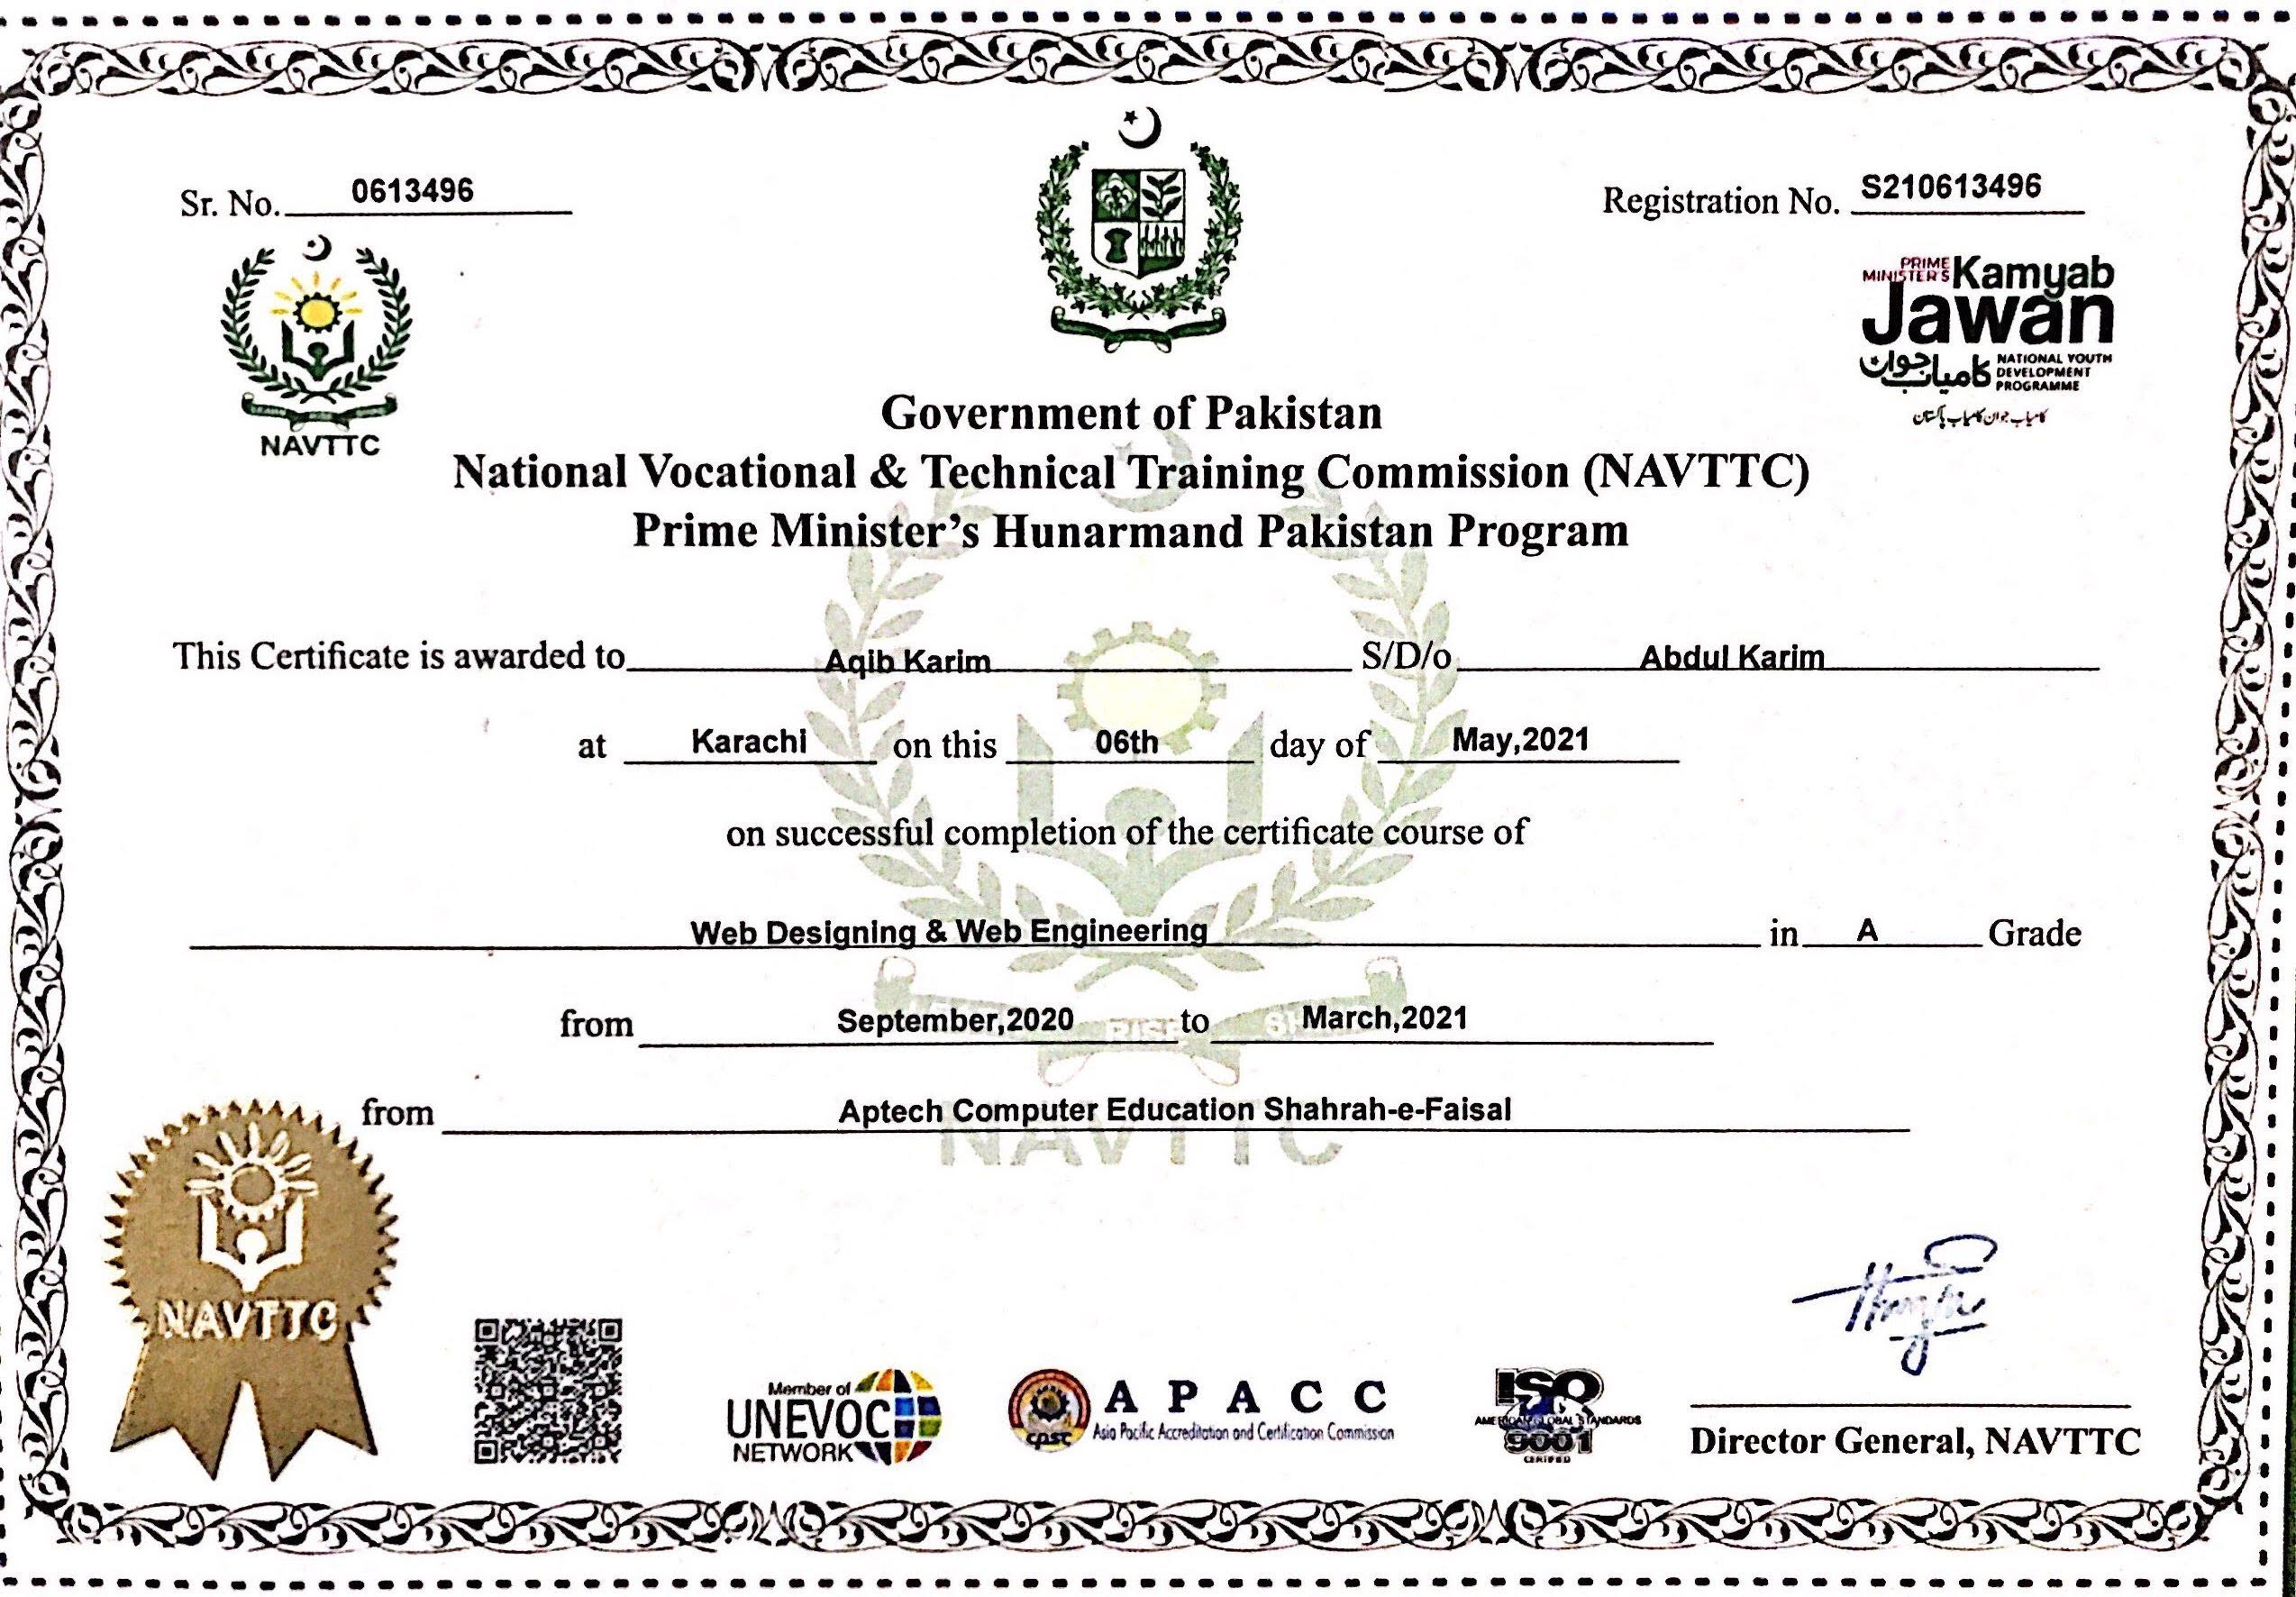 Sr. No. 0613496
Registration No. S210613496
NAVTTC
PRIME MINISTER'S Kamyab
Jawan
کامیاب جوان
NATIONAL YOUTH DEVELOPMENT PROGRAMME
کامیاب جوان کامیاب پاکستان
Government of Pakistan
National Vocational & Technical Training Commission (NAVTTC)
Prime Minister's Hunarmand Pakistan Program
This Certificate is awarded to Aqib Karim S/D/o Abdul Karim
at Karachi on this 06th day of May,2021
on successful completion of the certificate course of
Web Designing & Web Engineering in A Grade
from September,2020 to March,2021
RISE
from Aptech Computer Education Shahrah-e-Faisal
NAVTTC
NAVTTC
Member of
UNEVOC
NETWORK
cpsc
APACC
Asia Pacific Accreditation and Certification Commission
ISO
AMERICAN GLOBAL STANDARDS
9001
CERTIFIED
Director General, NAVTTC